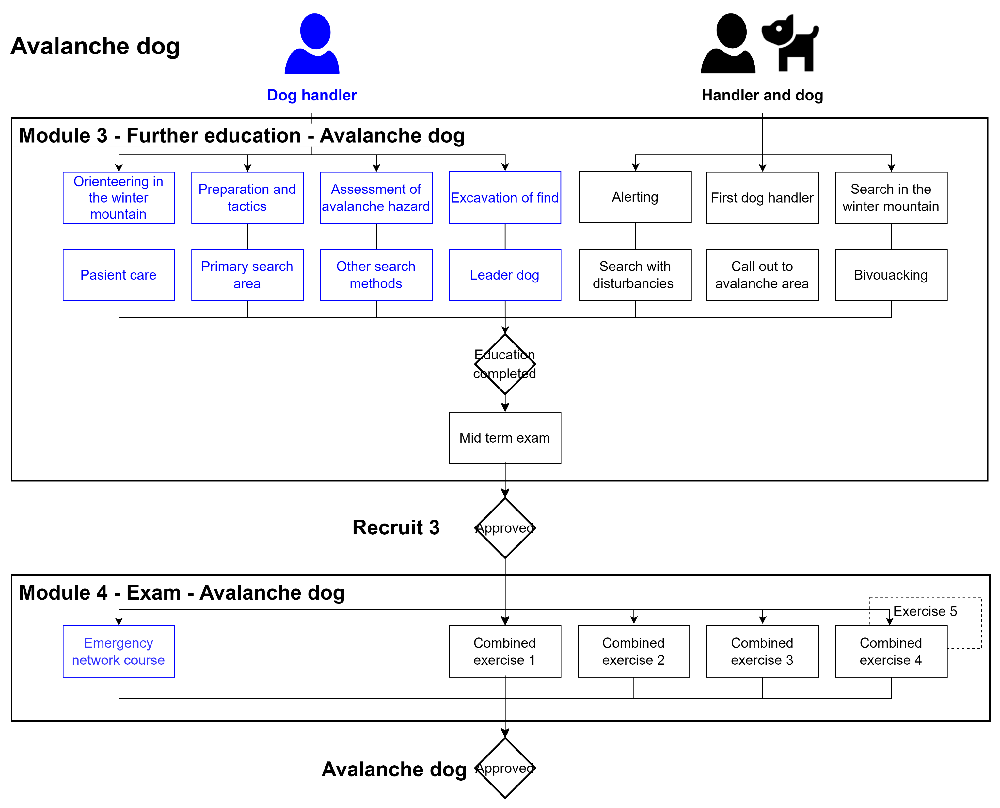 Avalanche dog
Dog handler
Handler and dog
Module 3 - Further education - Avalanche dog
Orienteering in
the winter
mountain
Preparation and
tactics
Assessment of
avalanche hazard
Excavation of find
Alerting
First dog handler
Search in the
winter mountain
Pasient care
Primary search
area
Other search
methods
Leader dog
Search with
disturbancies
Call out to
avalanche area
Bivouacking
Education
completed
Mid term exam
Recruit 3
Approved
Module 4 - Exam - Avalanche dog
Exercise 5
Emergency
network course
Combined
exercise 1
Combined
exercise 2
Combined
exercise 3
Combined
exercise 4
Avalanche dog
Approved